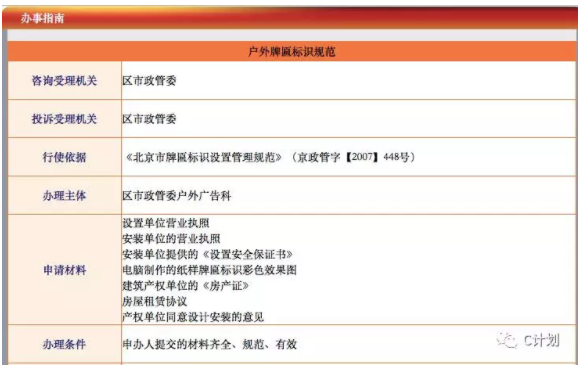 办事指南
户外牌匾标识规范
咨询受理机关 区市政管委
投诉受理机关 区市政管委
行使依据 《北京市牌匾标识设置管理规范》（京政管字【2007】448号）
办理主体 区市政管委户外广告科
申请材料
设置单位营业执照
安装单位的营业执照
安装单位提供的《设置安全保证书》
电脑制作的纸样牌匾标识彩色效果图
建筑产权单位的《房产证》
房屋租赁协议
产权单位同意设计安装的意见
办理条件 申办人提交的材料齐全、规范、有效
C计划